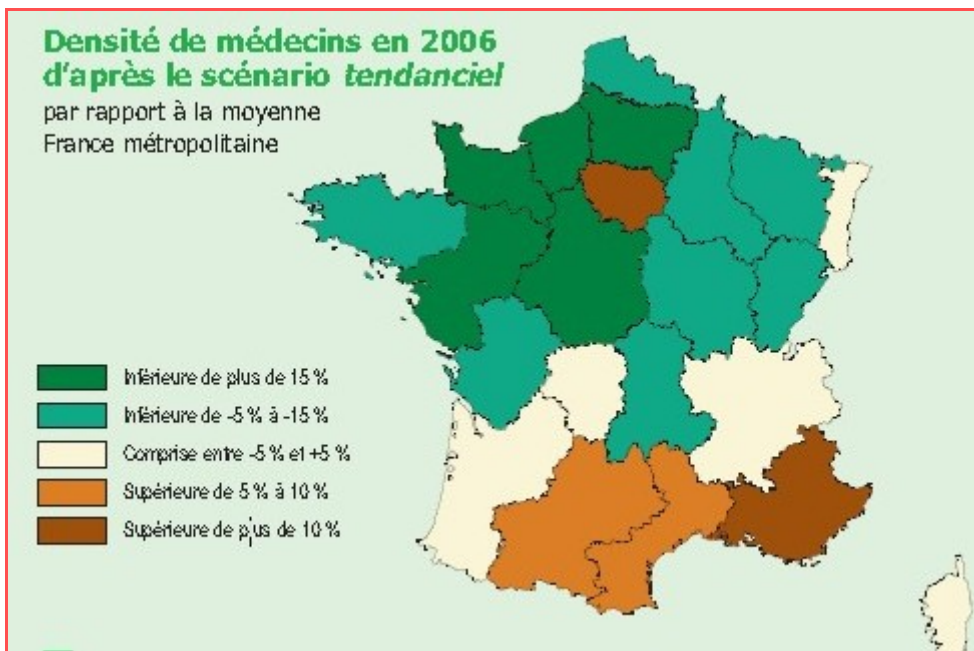 Densité de médecins en 2006
d'après le scénario tendanciel
par rapport à la moyenne
France métropolitaine
Inférieure de plus de 15 %
Inférieure de -5 % à -15 %
Comprise entre -5 % et +5 %
Supérieure de 5 % à 10 %
Supérieure de plus de 10 %